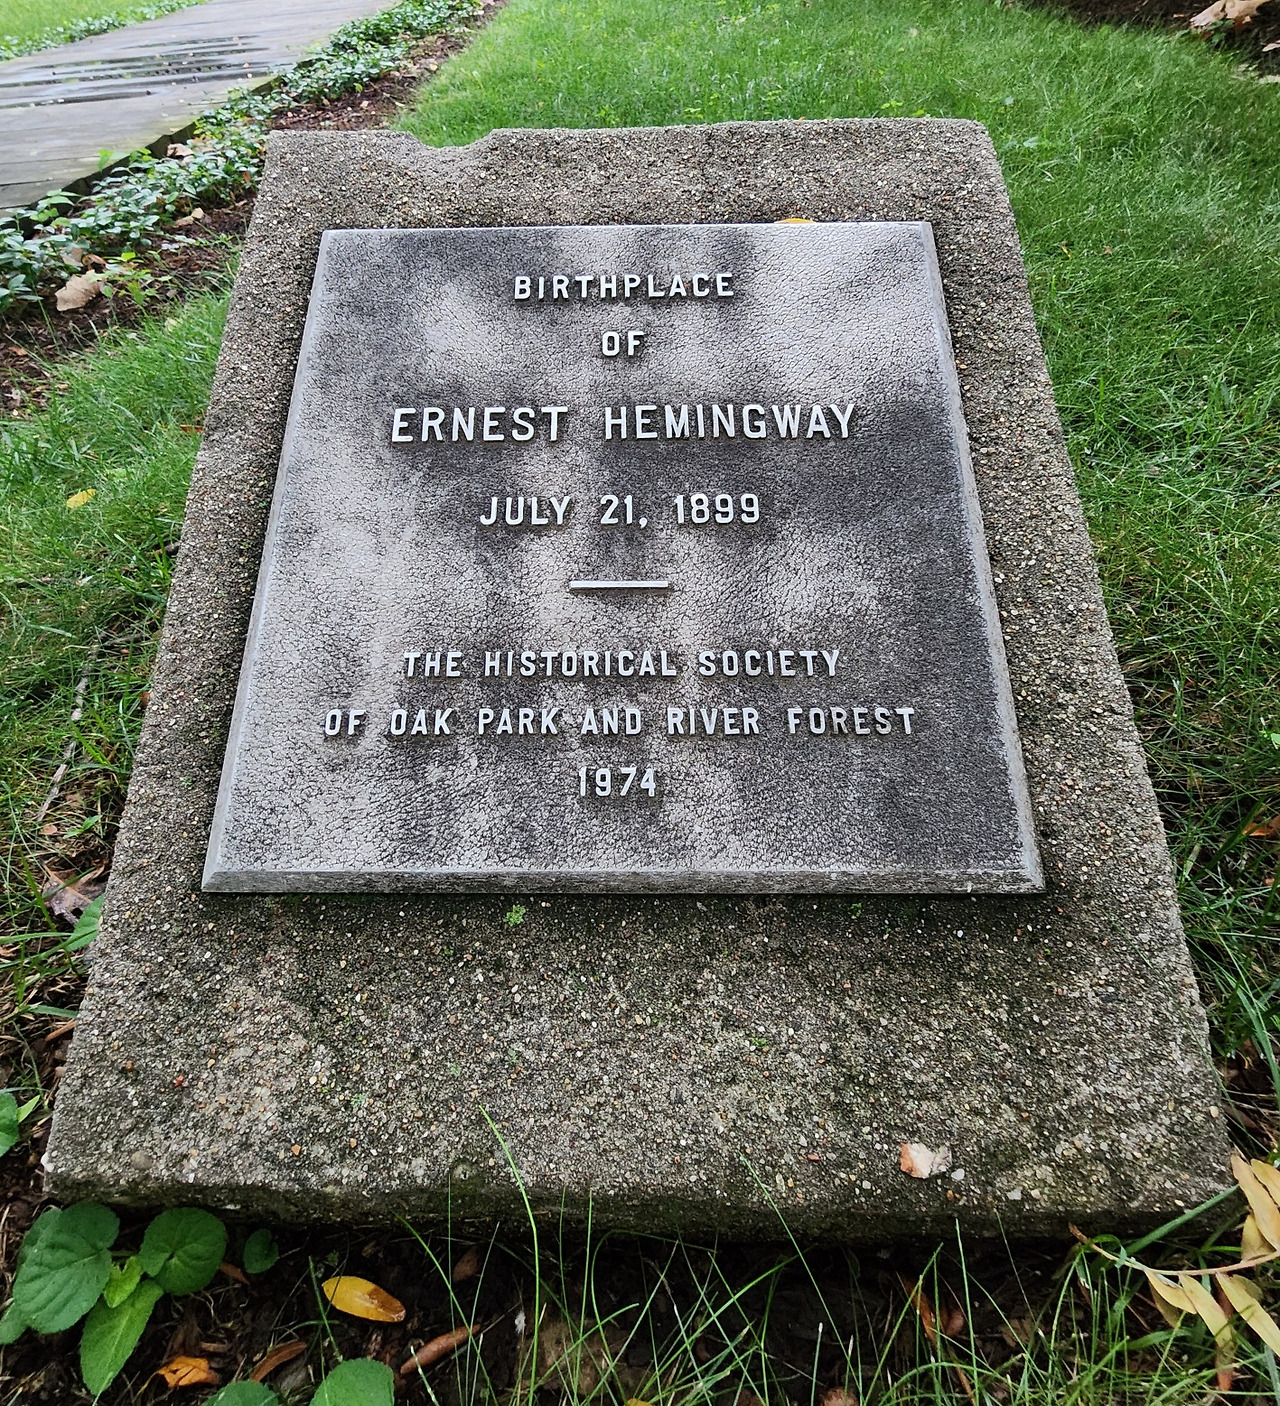 BIRTHPLACE
OF
ERNEST HEMINGWAY
JULY 21, 1899
THE HISTORICAL SOCIETY
OF OAK PARK AND RIVER FOREST
1974